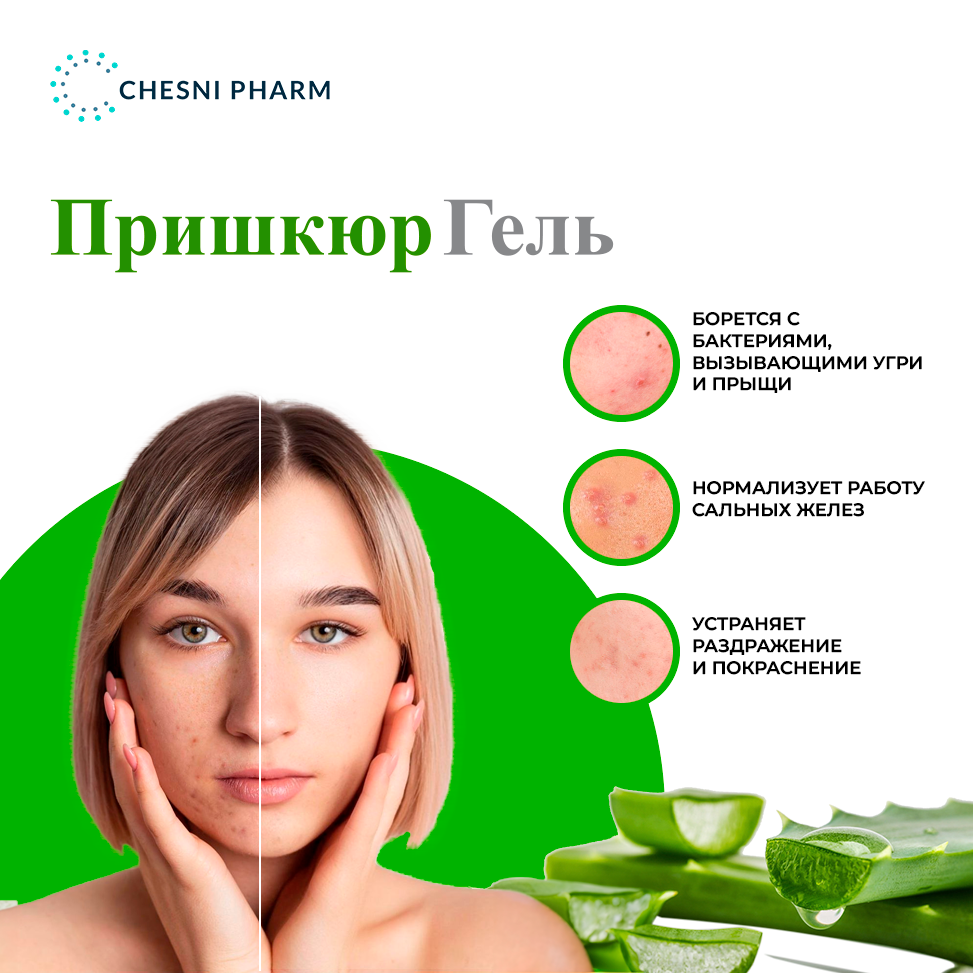 CHESNI PHARM
Пришкюр Гель
БОРЕТСЯ С
БАКТЕРИЯМИ,
ВЫЗЫВАЮЩИМИ УГРИ
И ПРЫЩИ
НОРМАЛИЗУЕТ РАБОТУ
САЛЬНЫХ ЖЕЛЕЗ
УСТРАНЯЕТ
РАЗДРАЖЕНИЕ
И ПОКРАСНЕНИЕ